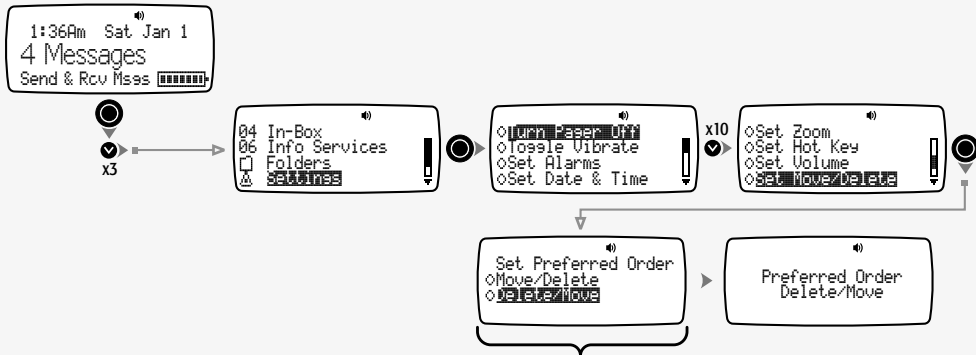 1:36Am Sat Jan 1
4 Messages
Send & Rcv Msgs
x3
04 In-Box
06 Info Services
Folders
Settings
Turn Pager Off
Toggle Vibrate
Set Alarms
Set Date & Time
x10
Set Zoom
Set Hot Key
Set Volume
Set Move/Delete
Set Preferred Order
Move/Delete
Delete/Move
Preferred Order
Delete/Move